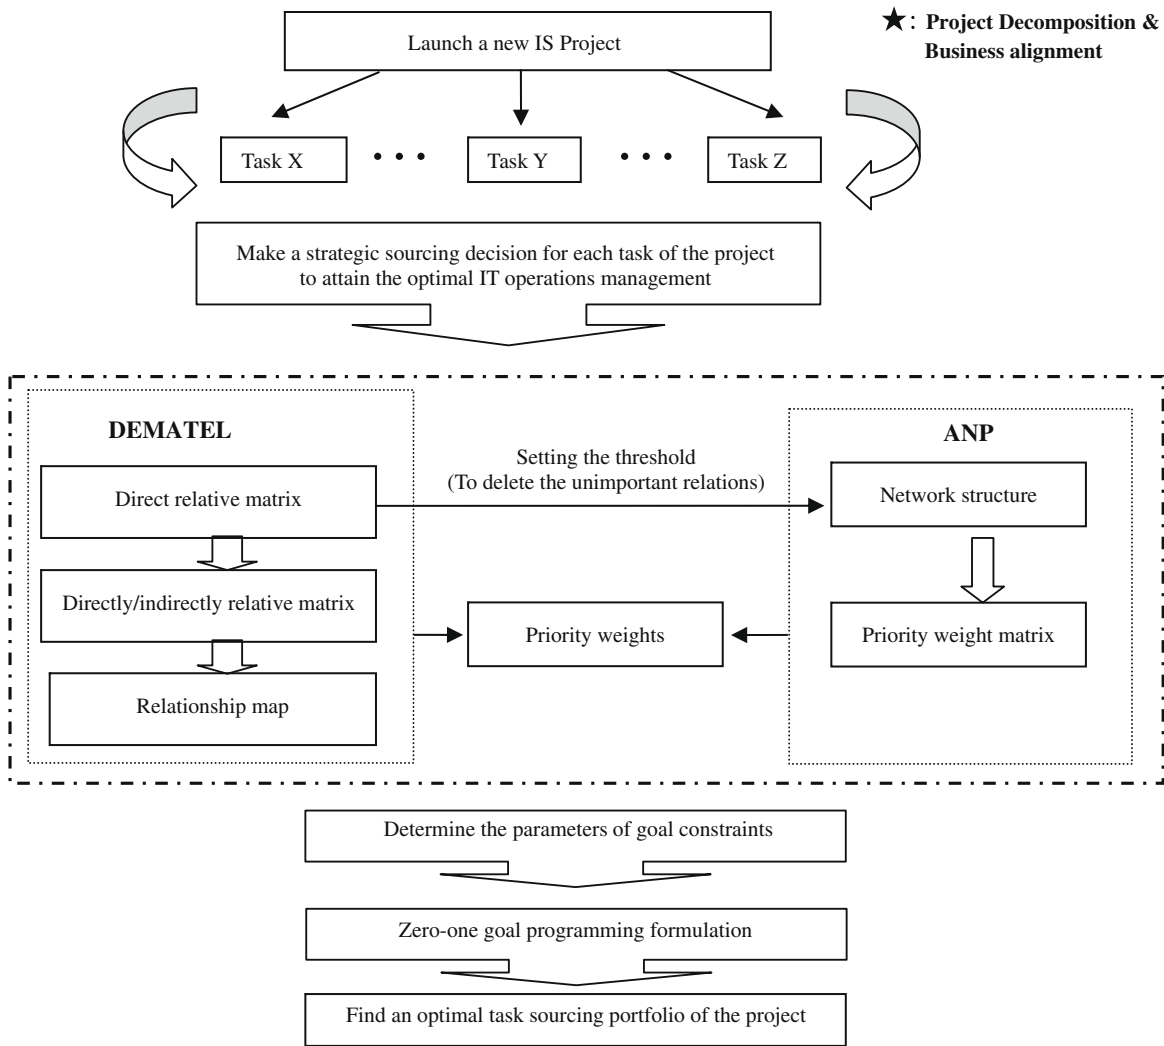 ★: Project Decomposition &
Business alignment
Launch a new IS Project
Task X
• • •
Task Y
• • •
Task Z
Make a strategic sourcing decision for each task of the project
to attain the optimal IT operations management
DEMATEL
Direct relative matrix
Directly/indirectly relative matrix
Relationship map
Setting the threshold
(To delete the unimportant relations)
Priority weights
ANP
Network structure
Priority weight matrix
Determine the parameters of goal constraints
Zero-one goal programming formulation
Find an optimal task sourcing portfolio of the project